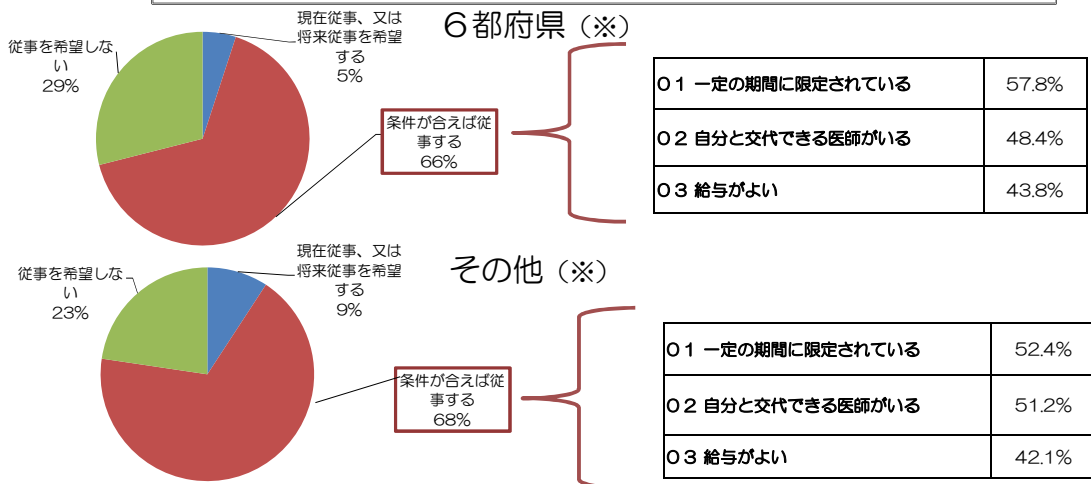 6都府県（※）
現在従事、又は
将来従事を希望
する
5%
従事を希望しな
い
29%
条件が合えば従
事する
66%
01 一定の期間に限定されている 57.8%
02 自分と交代できる医師がいる 48.4%
03 給与がよい 43.8%
その他（※）
現在従事、又は
将来従事を希望
する
9%
従事を希望しな
い
23%
条件が合えば従
事する
68%
01 一定の期間に限定されている 52.4%
02 自分と交代できる医師がいる 51.2%
03 給与がよい 42.1%